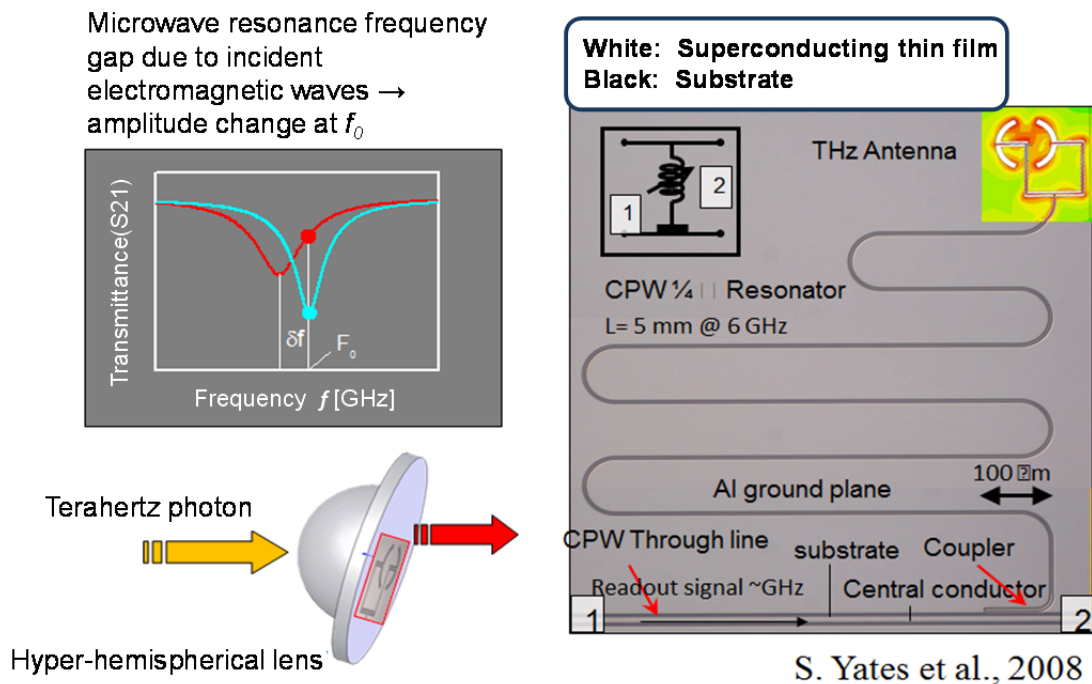 Microwave resonance frequency
gap due to incident
electromagnetic waves →
amplitude change at f0
White: Superconducting thin film
Black: Substrate
Transmittance(S21)
δf
F0
Frequency f [GHz]
THz Antenna
1
2
CPW ¼ Resonator
L= 5 mm @ 6 GHz
Al ground plane
100 m
CPW Through line
substrate
Coupler
Readout signal ~GHz
Central conductor
1
2
Terahertz photon
Hyper-hemispherical lens
S. Yates et al., 2008